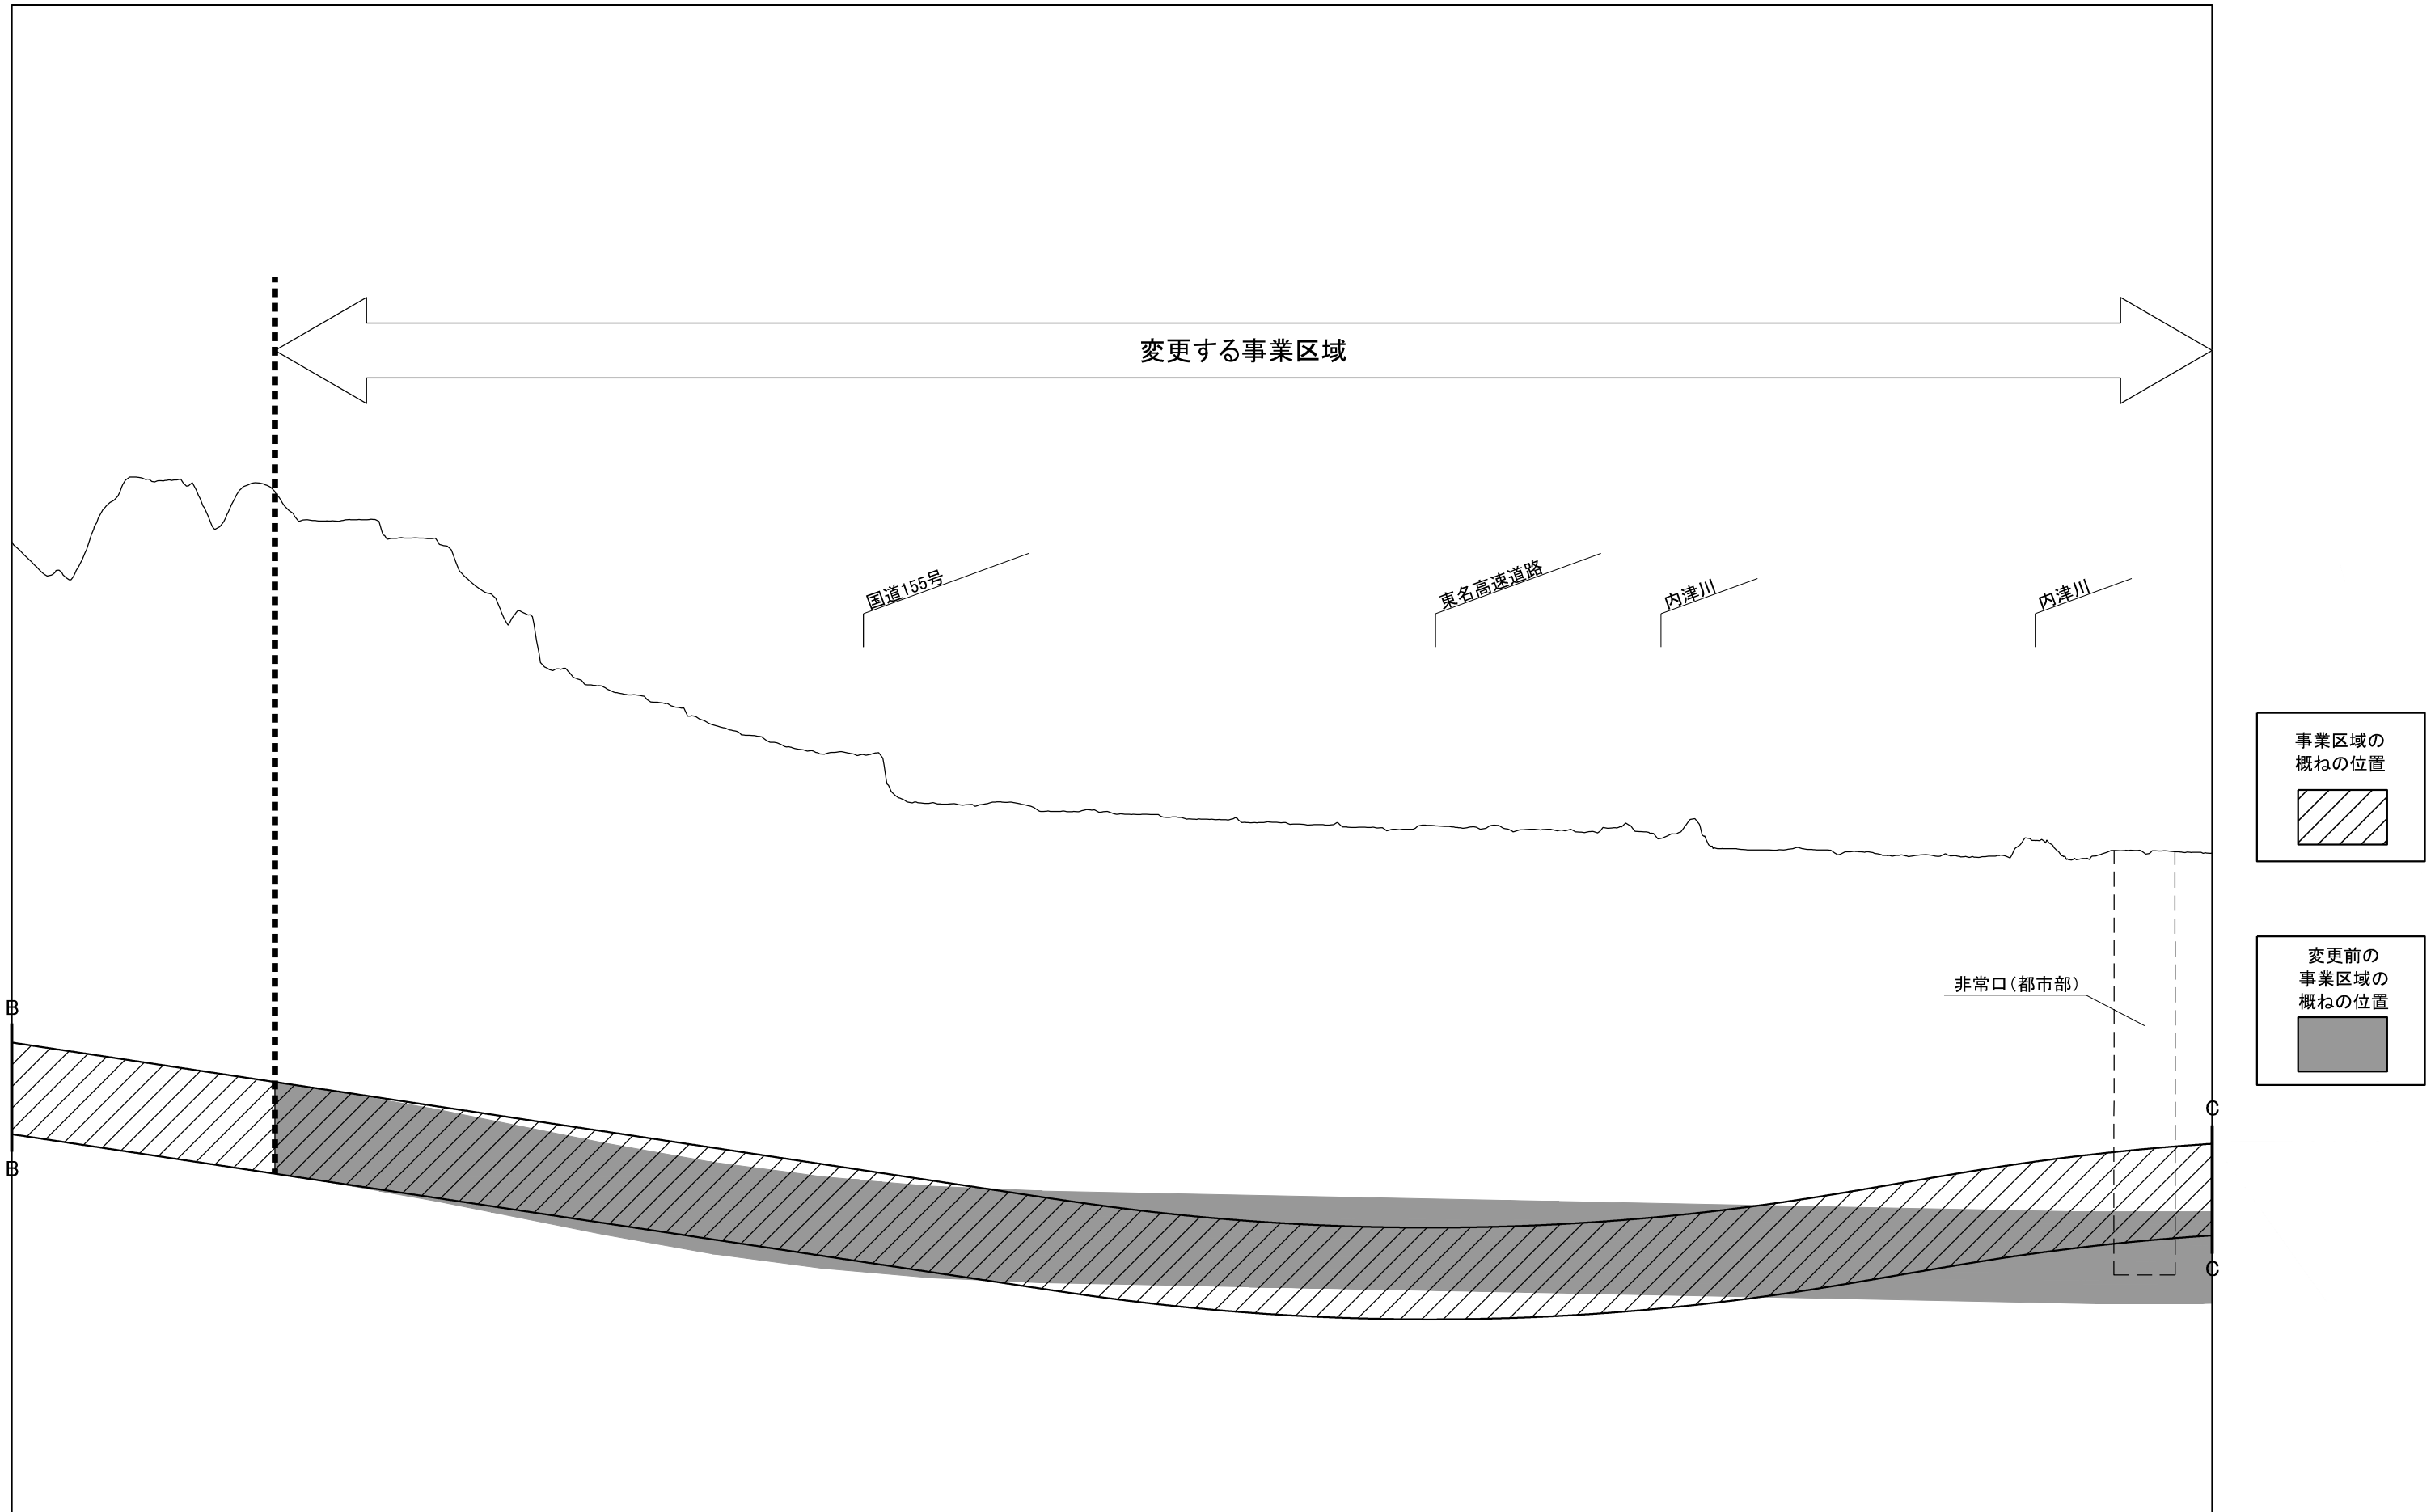 変更する事業区域
国道155号
東名高速道路
内津川
内津川
事業区域の
概ねの位置
変更前の
事業区域の
概ねの位置
非常口(都市部)
B
B
C
C